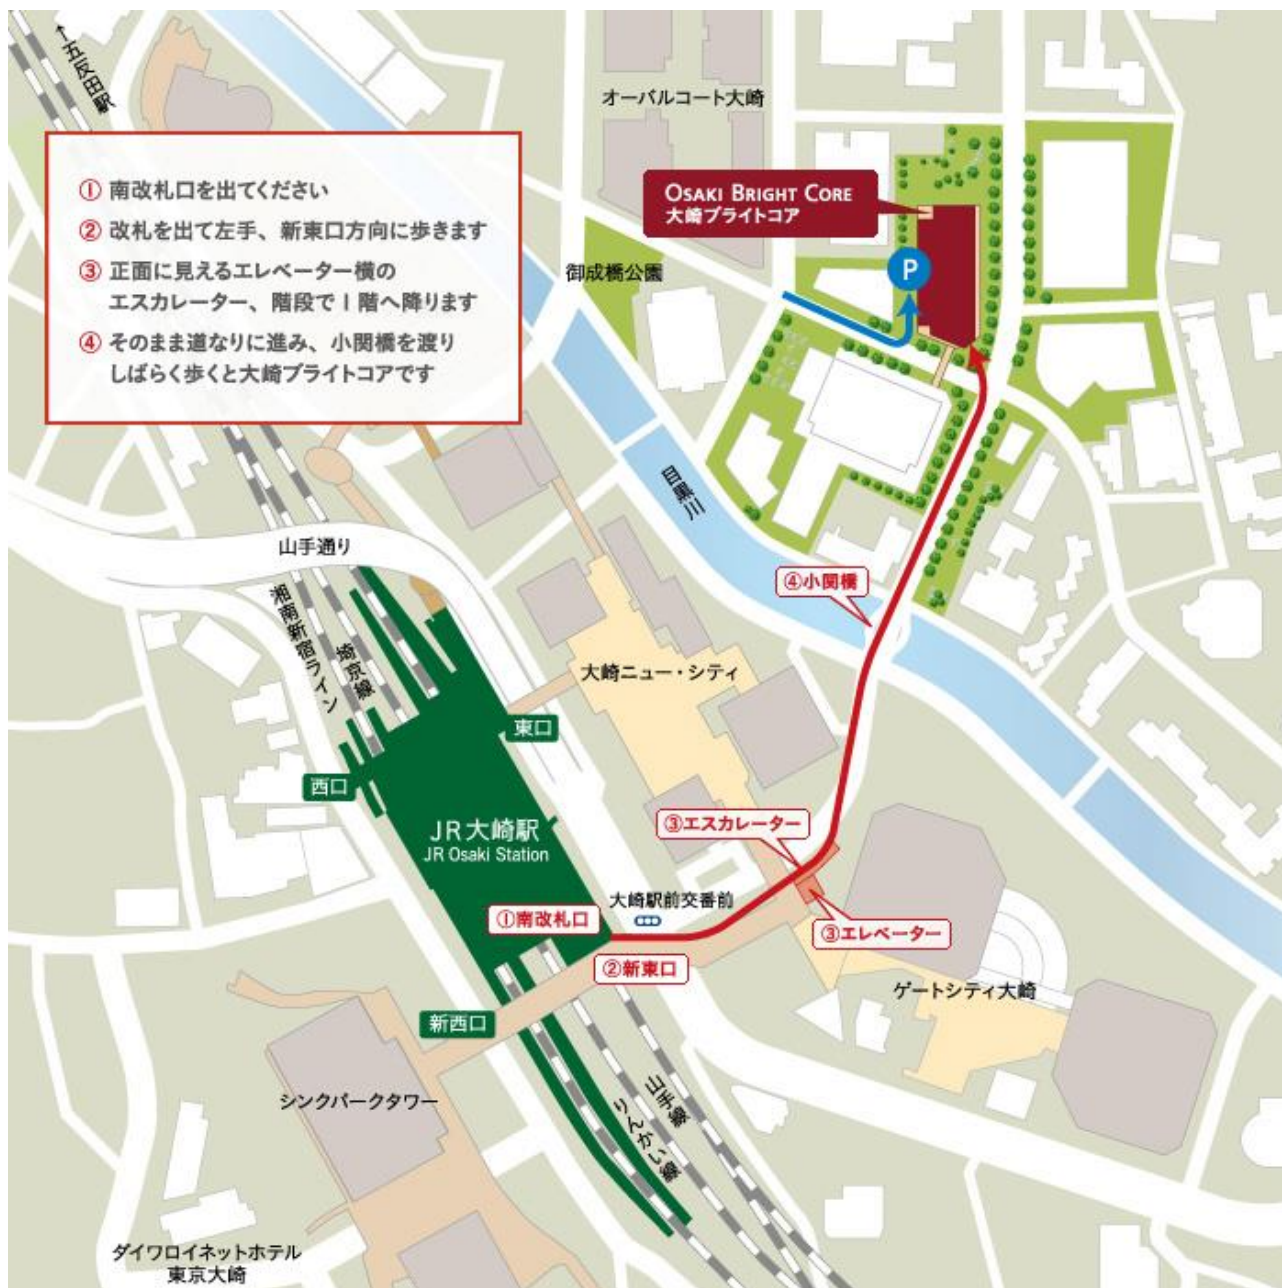 ←五反田駅
① 南改札口を出てください
② 改札を出て左手、新東口方向に歩きます
③ 正面に見えるエレベーター横の
エスカレーター、階段で1階へ降ります
④ そのまま道なりに進み、小関橋を渡り
しばらく歩くと大崎ブライトコアです
オーバルコート大崎
OSAKI BRIGHT CORE
大崎ブライトコア
P
御成橋公園
目黒川
山手通り
湘南新宿ライン
埼京線
④小関橋
大崎ニュー・シティ
東口
西口
JR大崎駅
JR Osaki Station
③エスカレーター
大崎駅前交番前
①南改札口
③エレベーター
②新東口
ゲートシティ大崎
新西口
シンクパークタワー
山手線
りんかい線
ダイワロイネットホテル
東京大崎